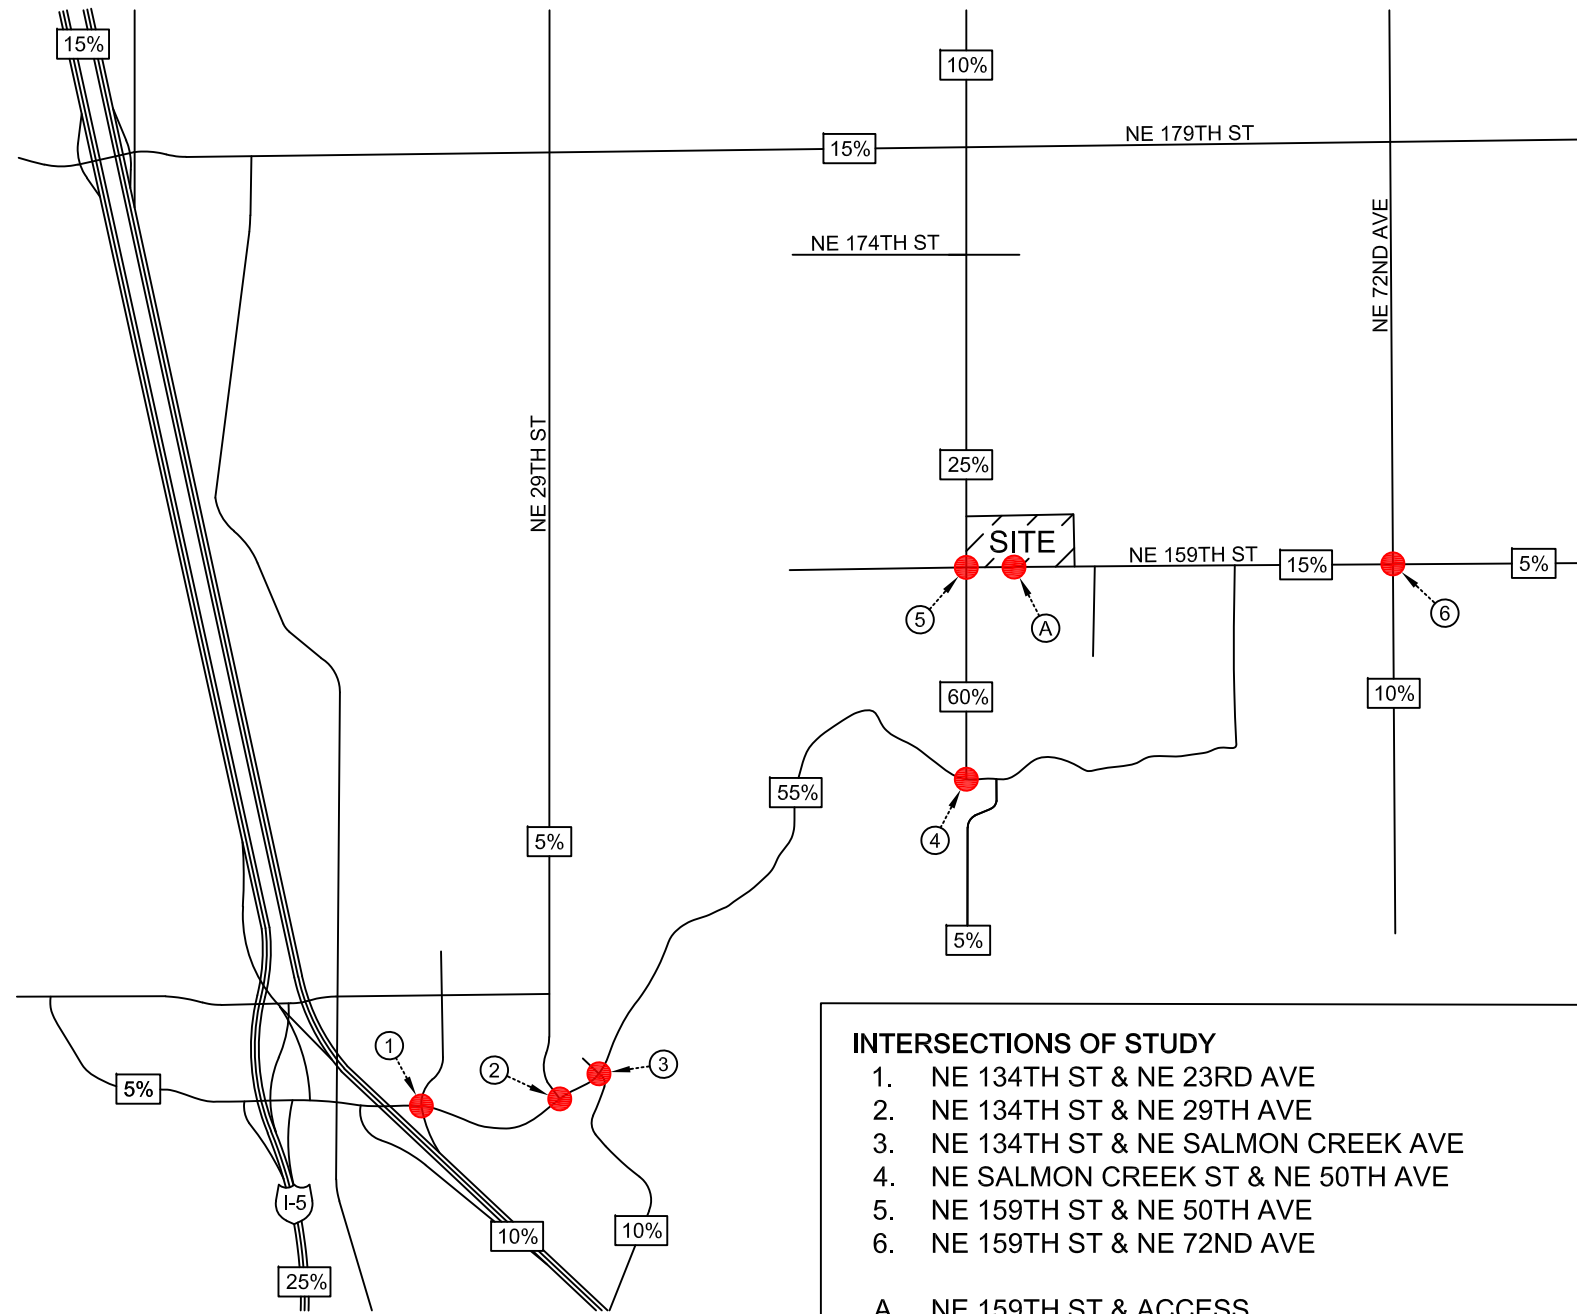 15%
10%
NE 179TH ST
15%
NE 174TH ST
NE 72ND AVE
NE 29TH ST
25%
SITE
NE 159TH ST
15%
5%
5
A
6
60%
10%
55%
5%
4
5%
1
2
3
5%
I-5
10%
10%
25%
INTERSECTIONS OF STUDY
1. NE 134TH ST & NE 23RD AVE
2. NE 134TH ST & NE 29TH AVE
3. NE 134TH ST & NE SALMON CREEK AVE
4. NE SALMON CREEK ST & NE 50TH AVE
5. NE 159TH ST & NE 50TH AVE
6. NE 159TH ST & NE 72ND AVE
A. NE 159TH ST & ACCESS